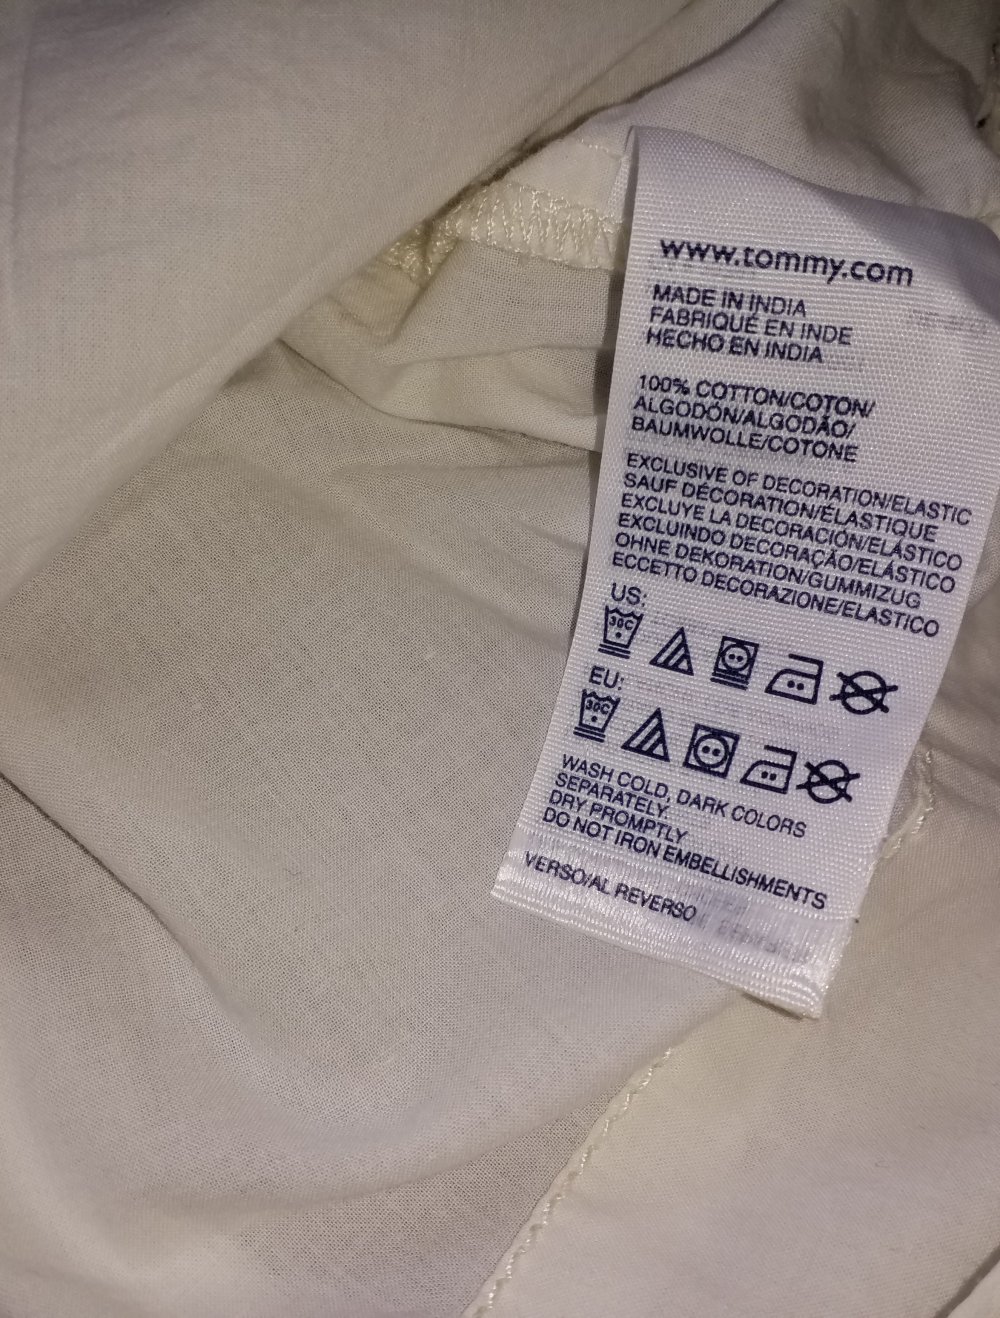 www.tommy.com
MADE IN INDIA
FABRIQUÉ EN INDE
HECHO EN INDIA
100% COTTON/COTON/
ALGODÓN/ALGODÃO/
BAUMWOLLE/COTONE
EXCLUSIVE OF DECORATION/ELASTIC
SAUF DÉCORATION/ÉLASTIQUE
EXCLUYE LA DECORACIÓN/ELÁSTICO
EXCLUINDO DECORAÇÃO/ELÁSTICO
OHNE DEKORATION/GUMMIZUG
ECCETTO DECORAZIONE/ELASTICO
US:
30C
EU:
30C
WASH COLD, DARK COLORS
SEPARATELY
DRY PROMPTLY
DO NOT IRON EMBELLISHMENTS
VERSO/AL REVERSO